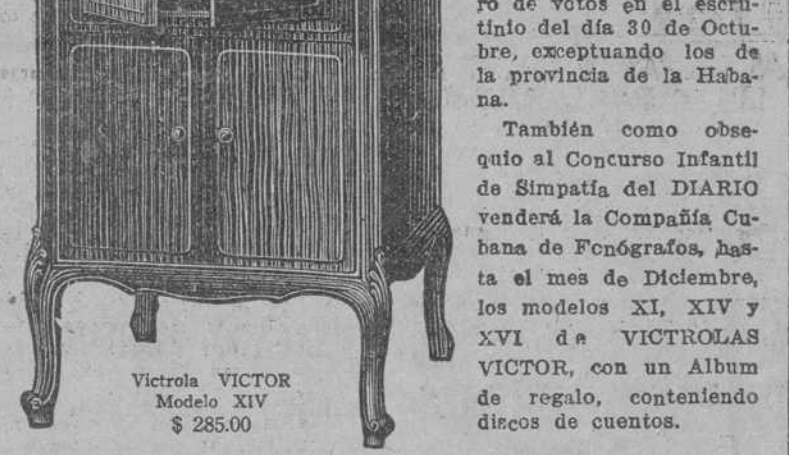 ro de votos en el escru-
tinio del día 30 de Octu-
bre, exceptuando los de
la provincia de la Haba-
na.
También como obse-
quio al Concurso Infantil
de Simpatía del DIARIO
venderá la Compañía Cu-
bana de Fonógrafos, has-
ta el mes de Diciembre,
los modelos XI, XIV y
XVI de VICTROLAS
VICTOR, con un Album
de regalo, conteniendo
discos de cuentos.
Victrola VICTOR
Modelo XIV
$ 285.00